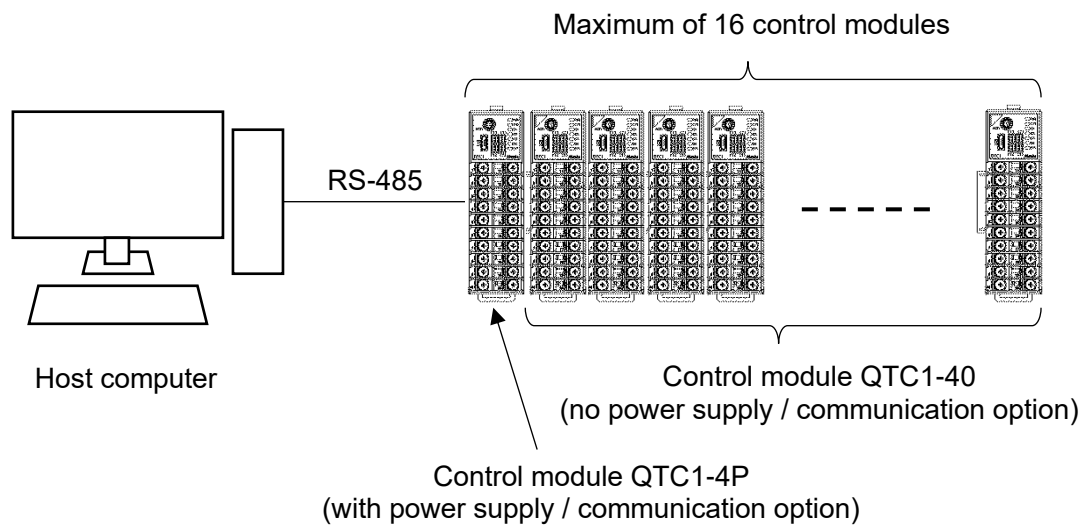 Maximum of 16 control modules
RS-485
Host computer
Control module QTC1-40
(no power supply / communication option)
Control module QTC1-4P
(with power supply / communication option)